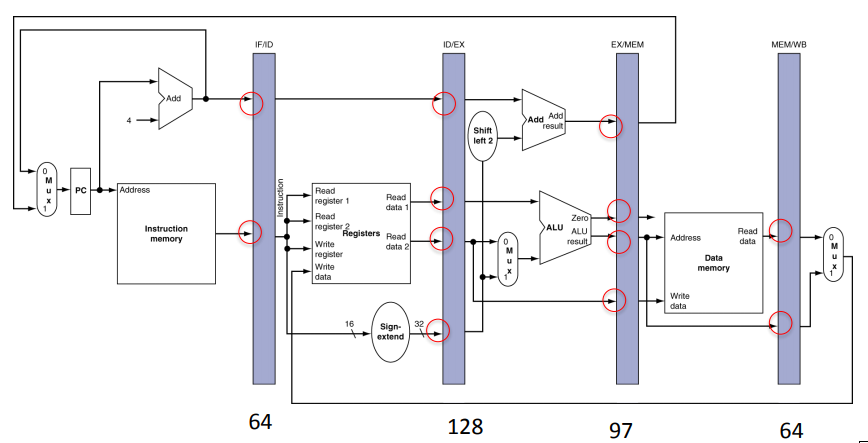 IF/ID
ID/EX
EX/MEM
MEM/WB
Add
4
Add
Add
result
Shift
left 2
0
M
u
x
1
PC
Address
Instruction
memory
Instruction
Read
register 1
Read
register 2
Write
register
Write
data
Registers
Read
data 1
Read
data 2
0
M
u
x
1
Zero
ALU
ALU
result
Address
Read
data
Data
memory
Write
data
0
M
u
x
1
16
Sign-
extend
32
64
128
97
64